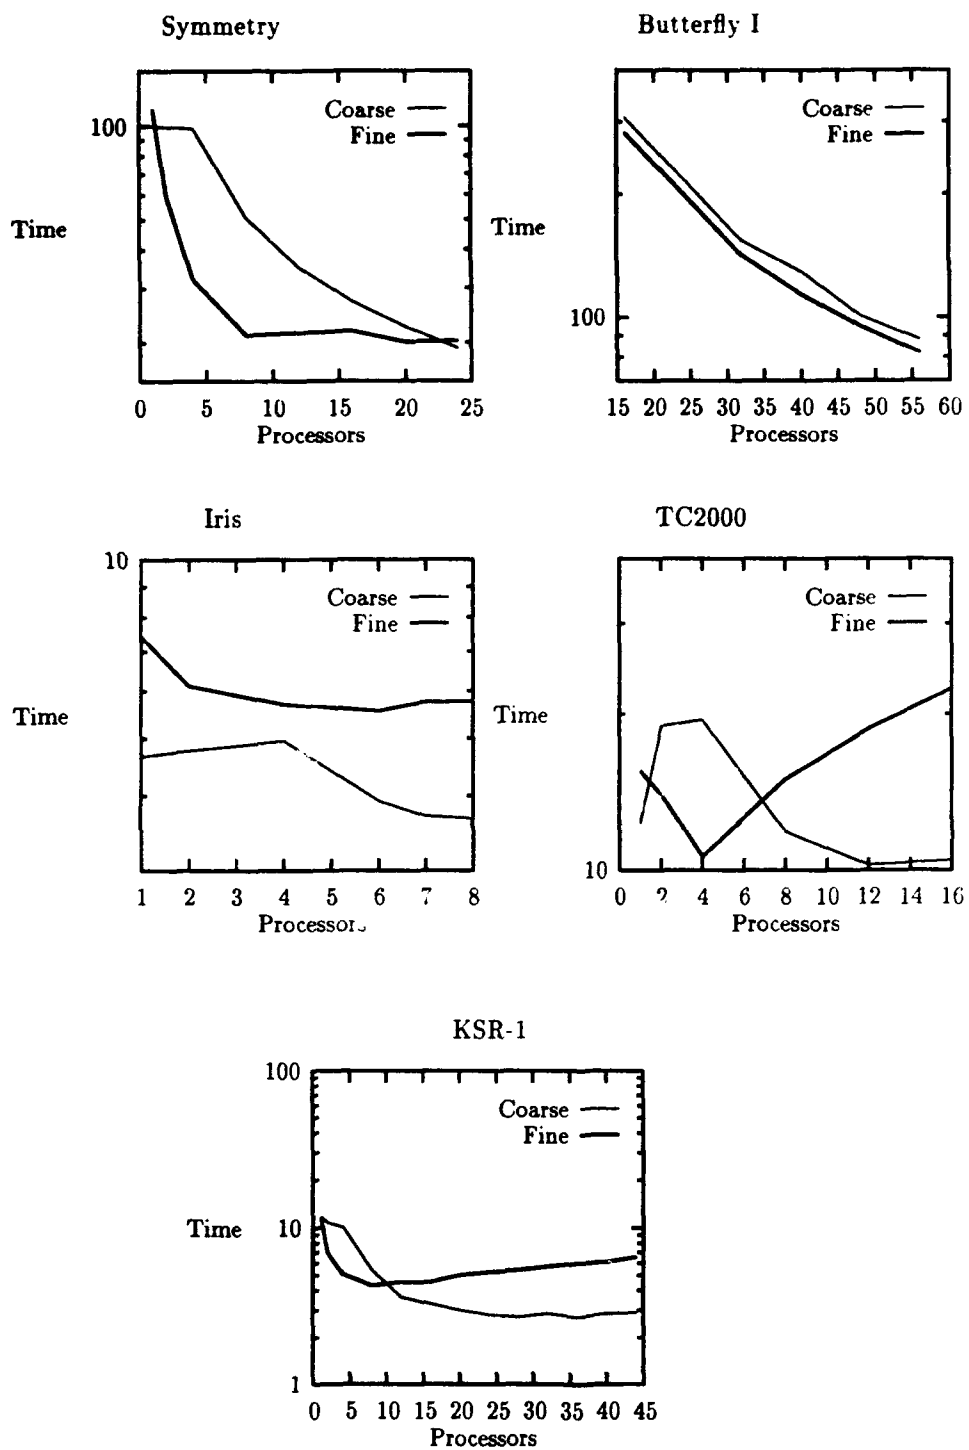 Symmetry
Coarse
Fine
100
Time
0 5 10 15 20 25
Processors
Butterfly I
Coarse
Fine
Time
100
15 20 25 30 35 40 45 50 55 60
Processors
Iris
10
Coarse
Fine
Time
1
1 2 3 4 5 6 7 8
Processors
TC2000
Coarse
Fine
Time
10
0 2 4 6 8 10 12 14 16
Processors
KSR-1
100
Coarse
Fine
Time
10
1
0 5 10 15 20 25 30 35 40 45
Processors